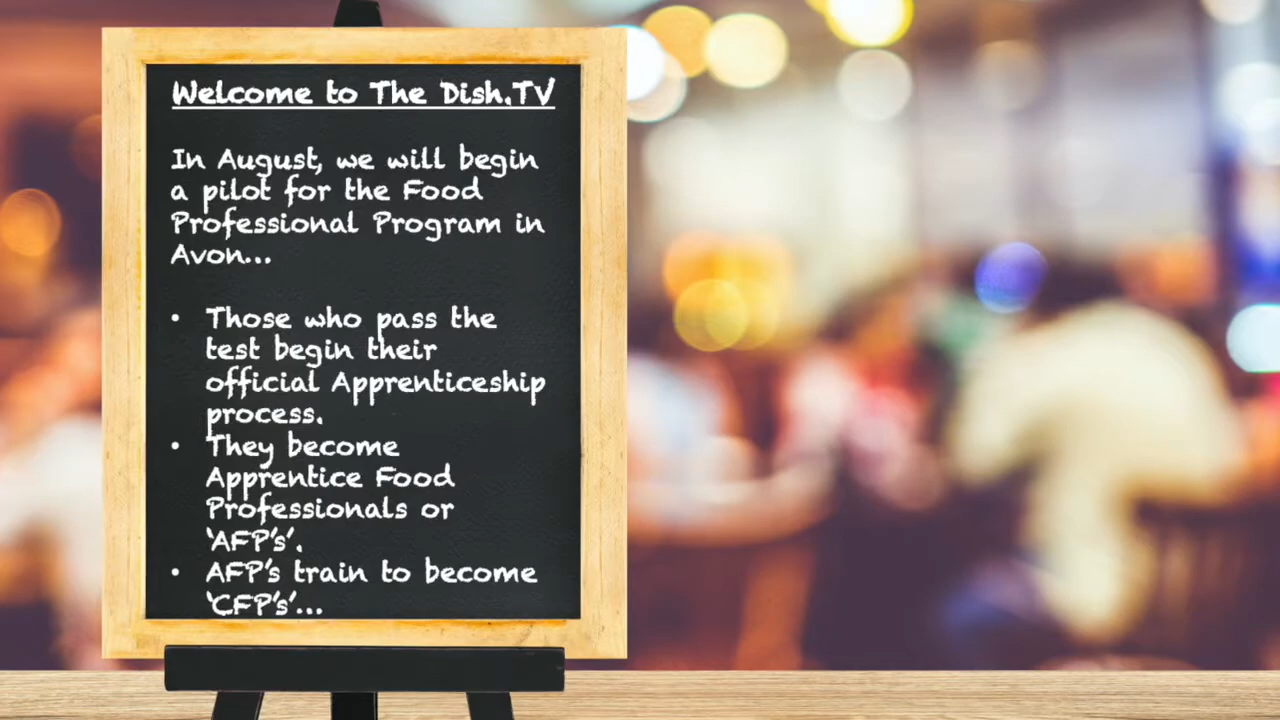 Welcome to The Dish.TV
In August, we will begin
a pilot for the Food
Professional Program in
Avon...
• Those who pass the
test begin their
official Apprenticeship
process.
• They become
Apprentice Food
Professionals or
‘AFP’s’.
• AFP’s train to become
‘CFP’s’...